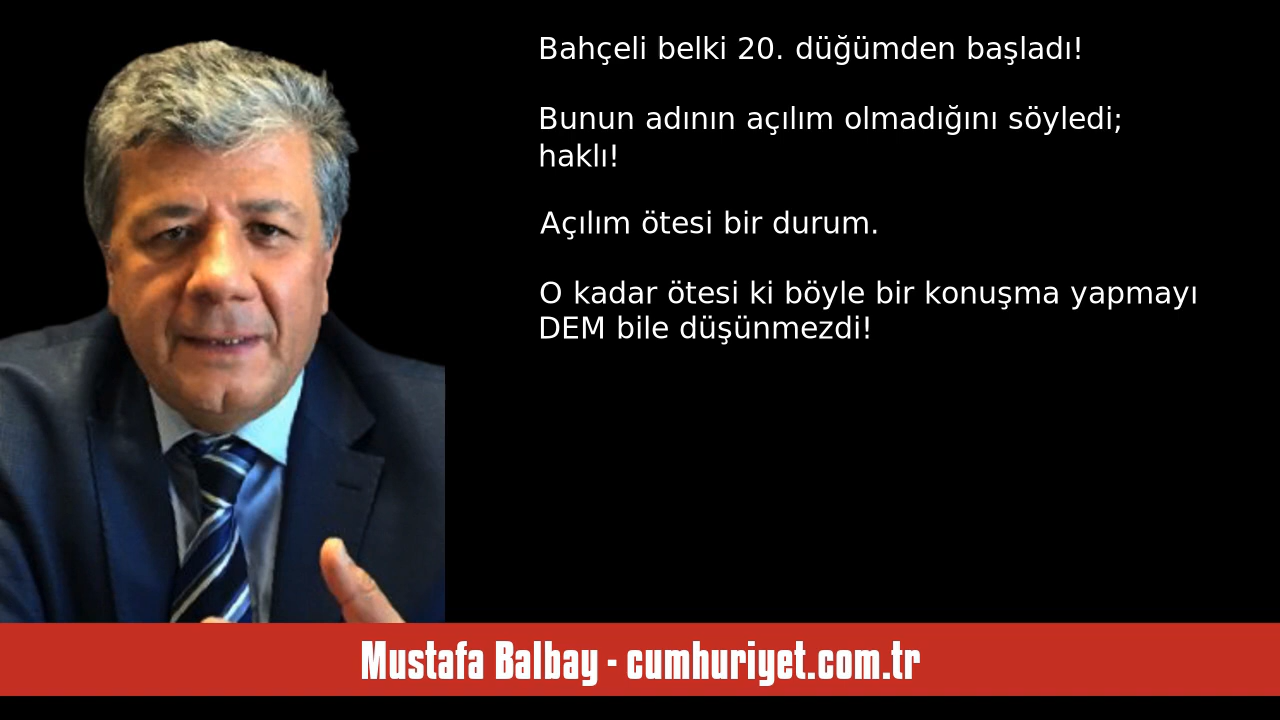 Bahçeli belki 20. düğümden başladı!
Bunun adının açılım olmadığını söyledi;
haklı!
Açılım ötesi bir durum.
O kadar ötesi ki böyle bir konuşma yapmayı
DEM bile düşünmezdi!
Mustafa Balbay - cumhuriyet.com.tr